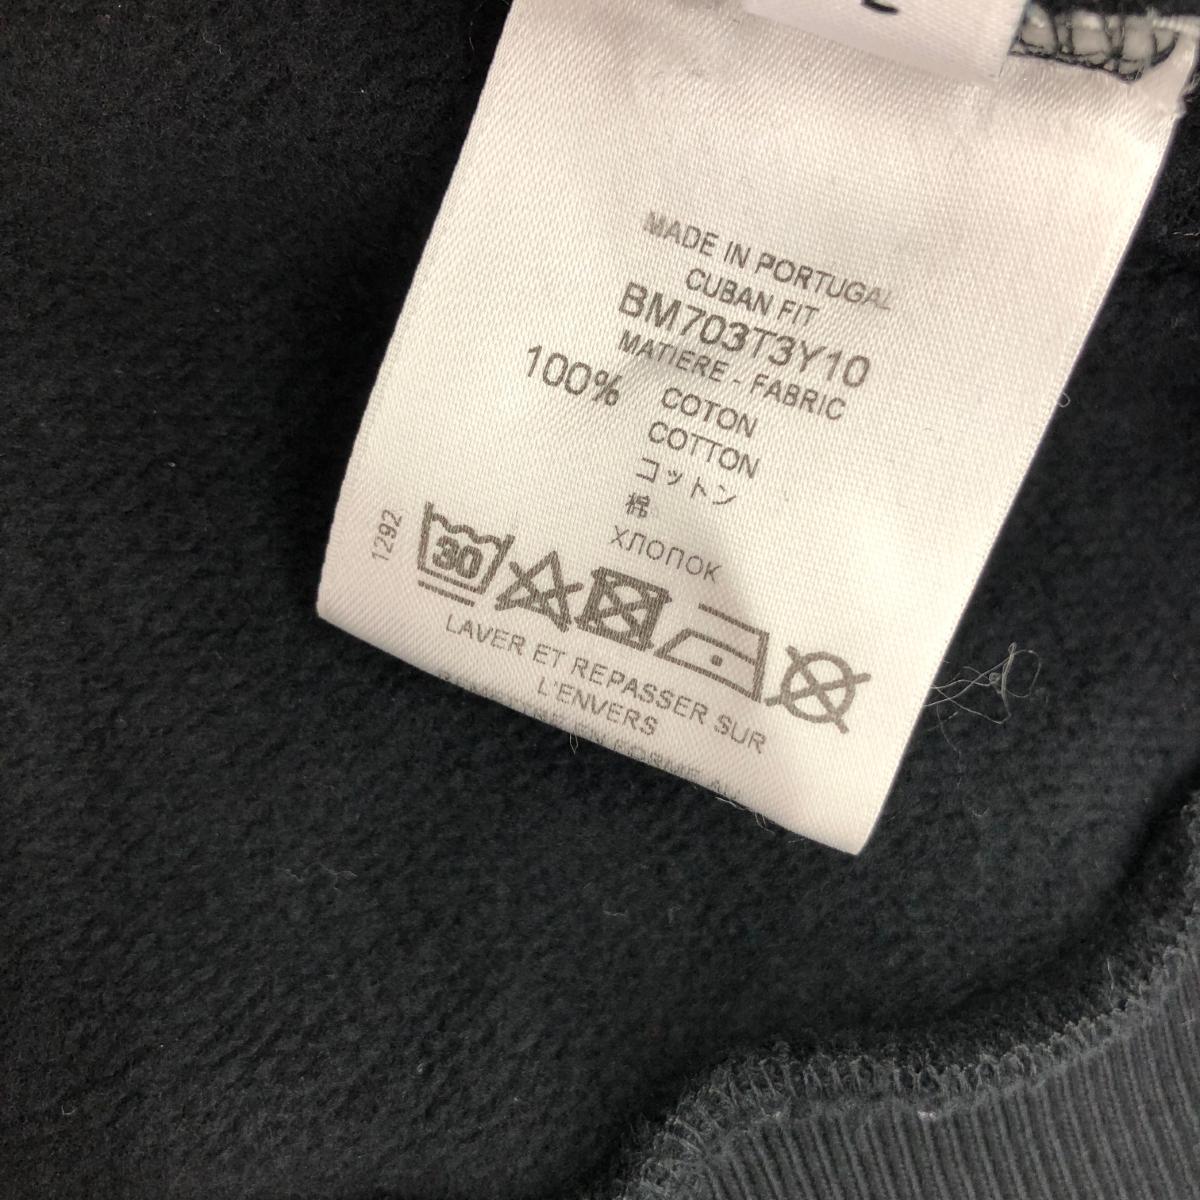 L
MADE IN PORTUGAL
CUBAN FIT
BM703T3Y10
MATIERE - FABRIC
100% COTON
COTTON
コットン
棉
ХЛОПОК
1292
30
LAVER ET REPASSER SUR
L'ENVERS